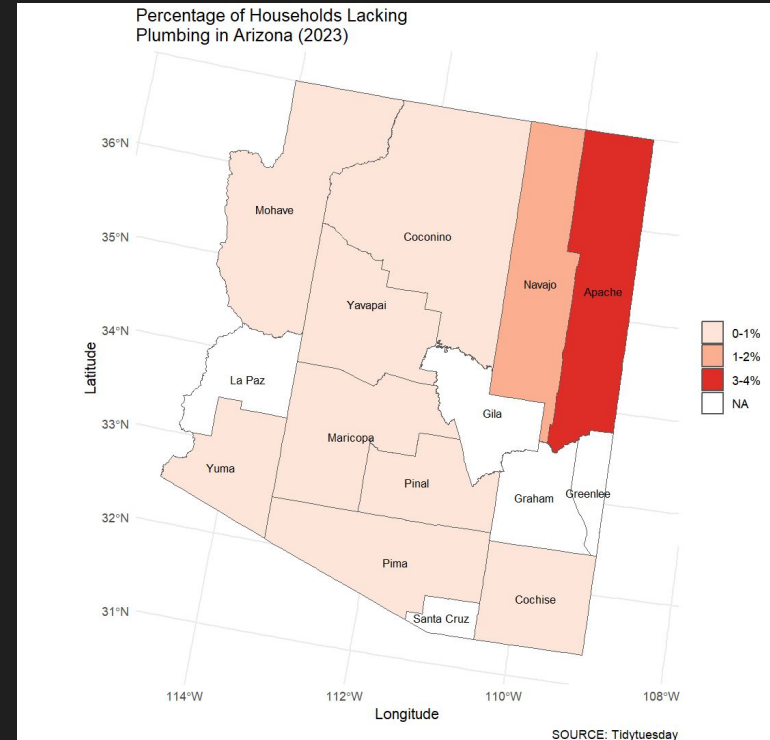 Percentage of Households Lacking
Plumbing in Arizona (2023)
36°N
35°N
34°N
33°N
32°N
31°N
Latitude
Mohave
Coconino
Navajo
Apache
Yavapai
La Paz
Gila
Maricopa
Yuma
Pinal
Graham
Greenlee
Pima
Cochise
Santa Cruz
0-1%
1-2%
3-4%
NA
114°W
112°W
110°W
108°W
Longitude
SOURCE: Tidytuesday